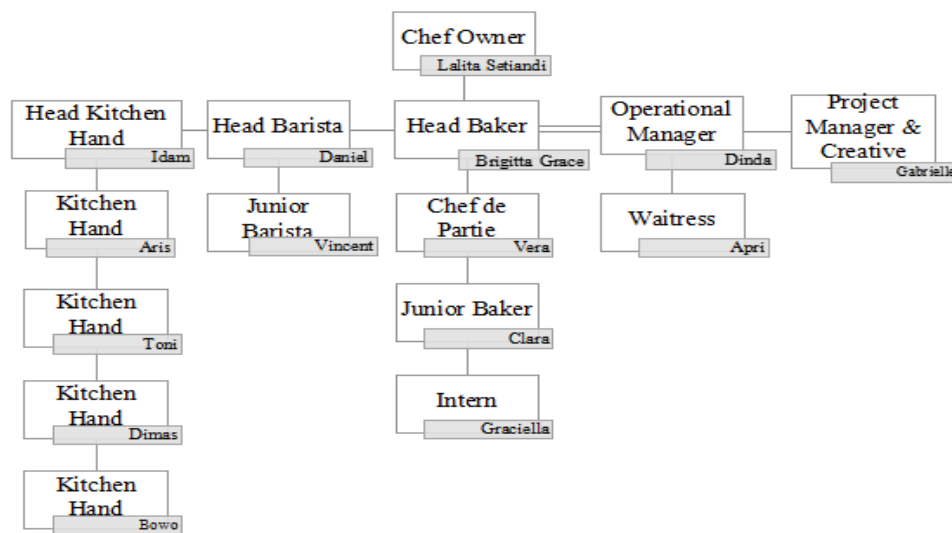 Chef Owner
Lalita Setiandi
Head Kitchen
Hand
Idam
Head Barista
Daniel
Head Baker
Brigitta Grace
Operational
Manager
Dinda
Project
Manager &
Creative
Gabrielle
Kitchen
Hand
Aris
Junior
Barista
Vincent
Chef de
Partie
Vera
Waitress
Apri
Kitchen
Hand
Toni
Junior Baker
Clara
Kitchen
Hand
Dimas
Intern
Graciella
Kitchen
Hand
Bowo